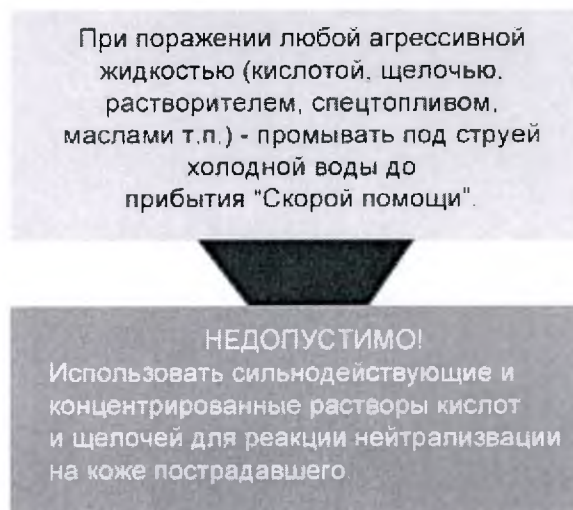 При поражении любой агрессивной
жидкостью (кислотой, щелочью,
растворителем, спецтопливом,
маслами т.п.) - промывать под струей
холодной воды до
прибытия "Скорой помощи".
НЕДОПУСТИМО!
Использовать сильнодействующие и
концентрированные растворы кислот
и щелочей для реакции нейтрализвации
на коже пострадавшего.